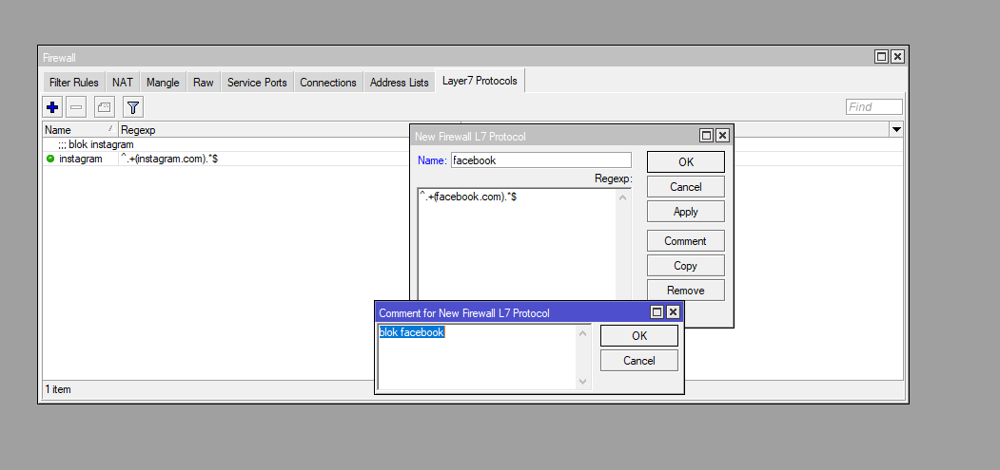 Firewall
Filter Rules NAT Mangle Raw Service Ports Connections Address Lists Layer7 Protocols
Find
Name / Regexp
;;; blok instagram
instagram ^.+(instagram.com).*$
New Firewall L7 Protocol
Name: facebook
Regexp:
^.+(facebook.com).*$
OK
Cancel
Apply
Comment
Copy
Remove
Comment for New Firewall L7 Protocol
blok facebook
OK
Cancel
1 item